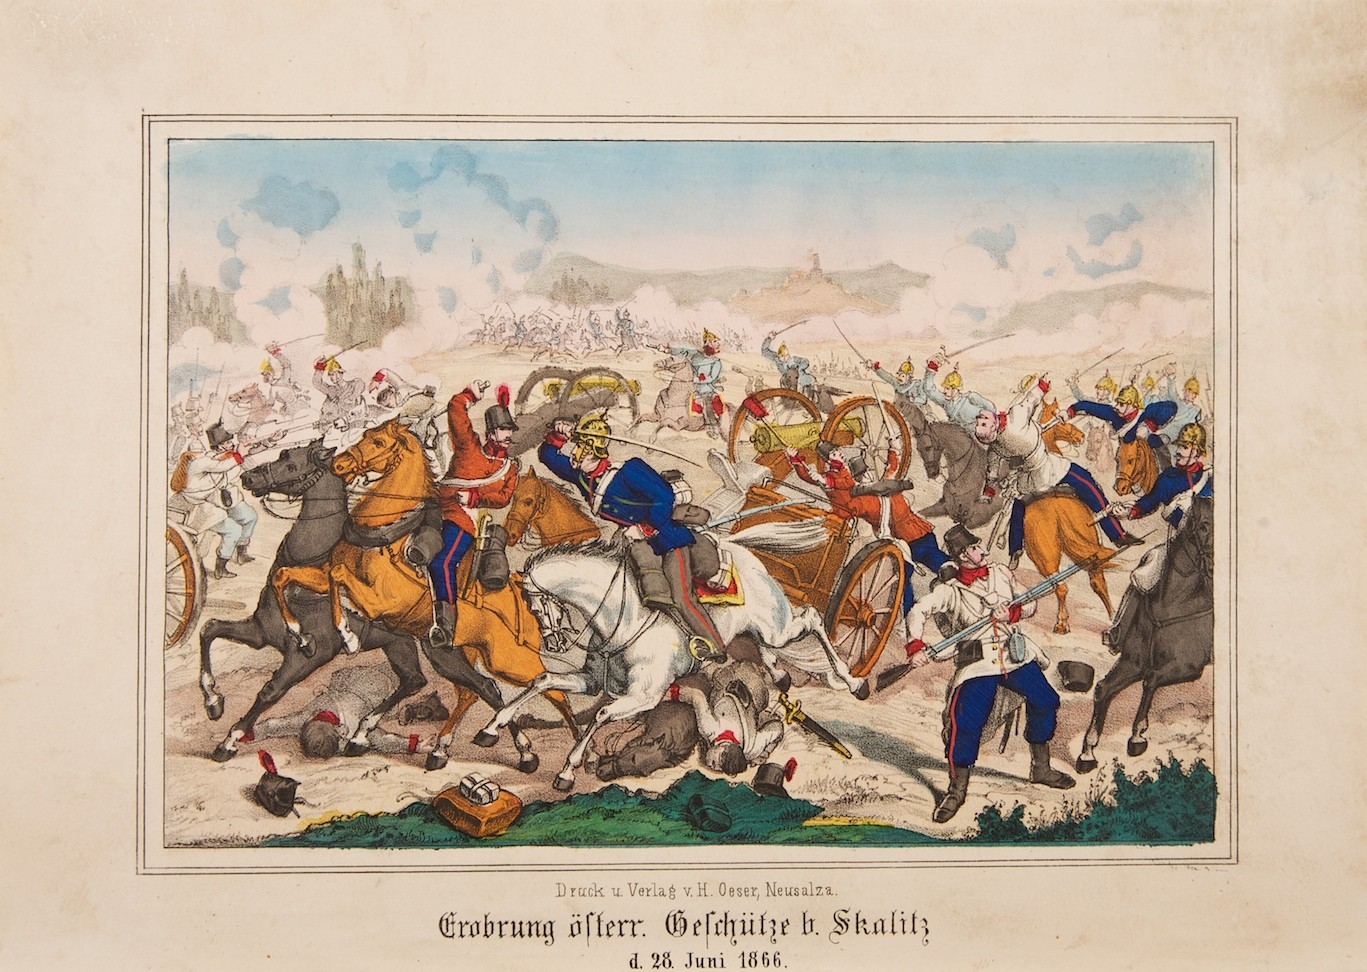 Druck u. Verlag v. H. Oeser, Neusalza.
Erobrung österr. Geschütze b. Skalitz
d. 28. Juni 1866.